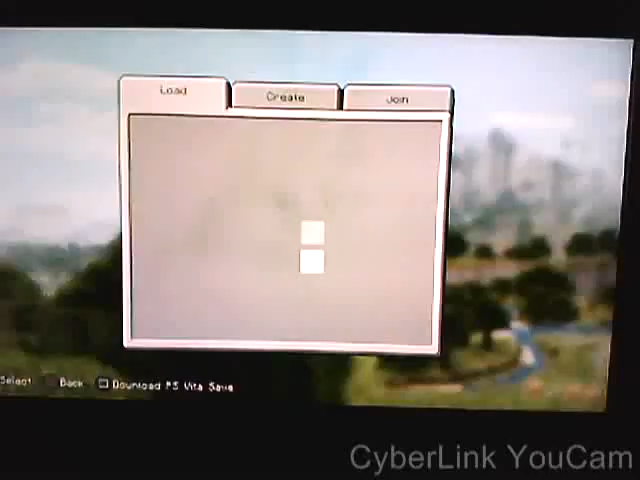 Load
Create
Join
Select Back Download PS Vita Save
CyberLink YouCam